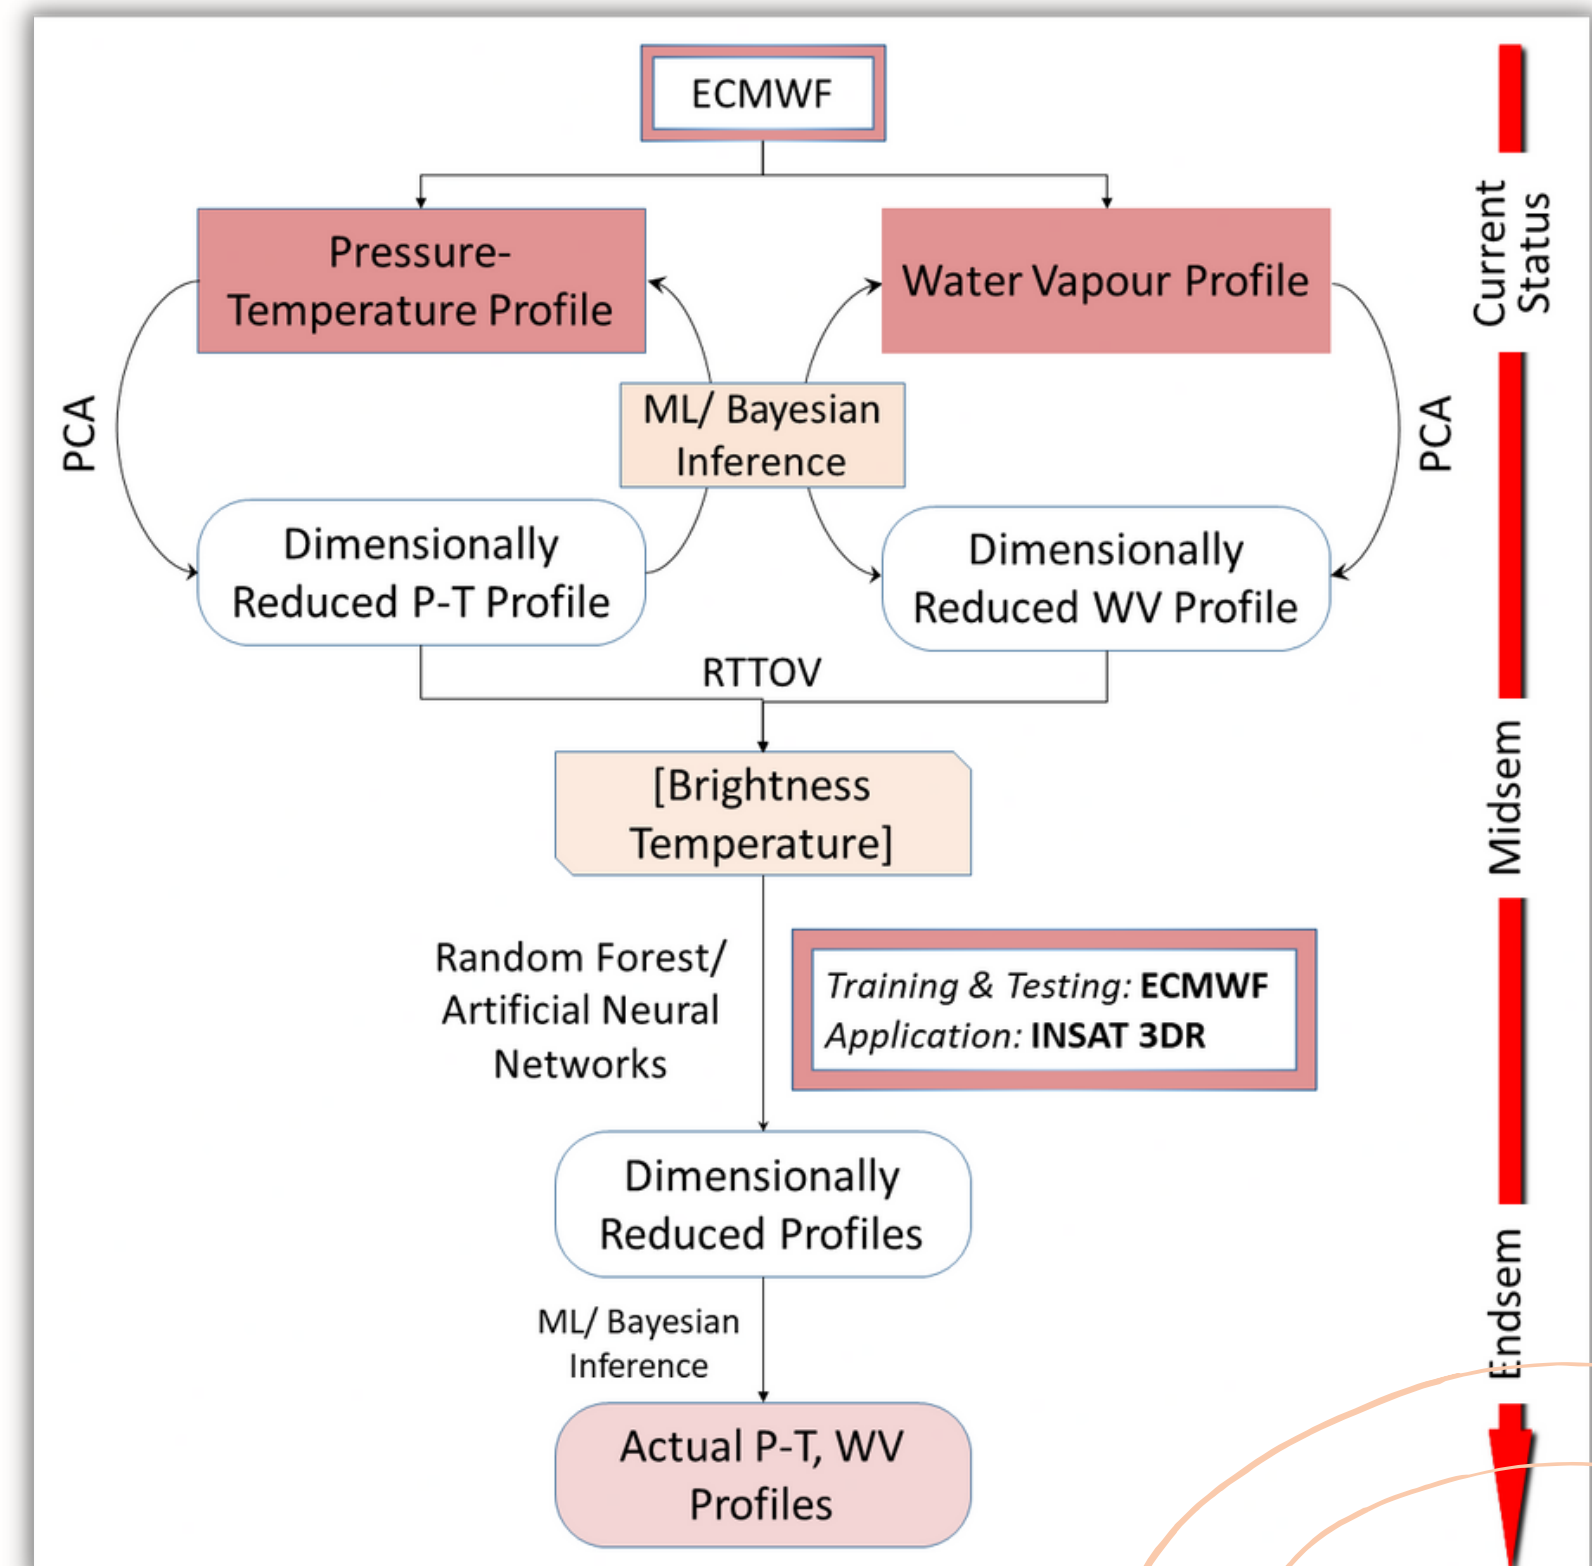 ECMWF
Pressure-
Temperature Profile
Water Vapour Profile
Current
Status
PCA
ML/ Bayesian
Inference
PCA
Dimensionally
Reduced P-T Profile
Dimensionally
Reduced WV Profile
RTTOV
Midsem
[Brightness
Temperature]
Random Forest/
Artificial Neural
Networks
Training & Testing: ECMWF
Application: INSAT 3DR
Dimensionally
Reduced Profiles
Endsem
ML/ Bayesian
Inference
Actual P-T, WV
Profiles